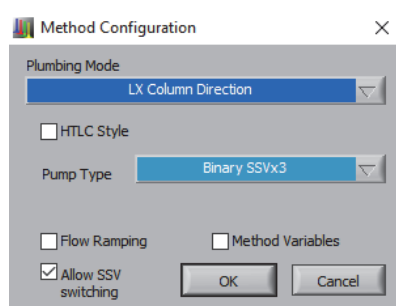 Method Configuration
Plumbing Mode
LX Column Direction
HTLC Style
Pump Type
Binary SSVx3
Flow Ramping
Method Variables
Allow SSV
switching
OK
Cancel